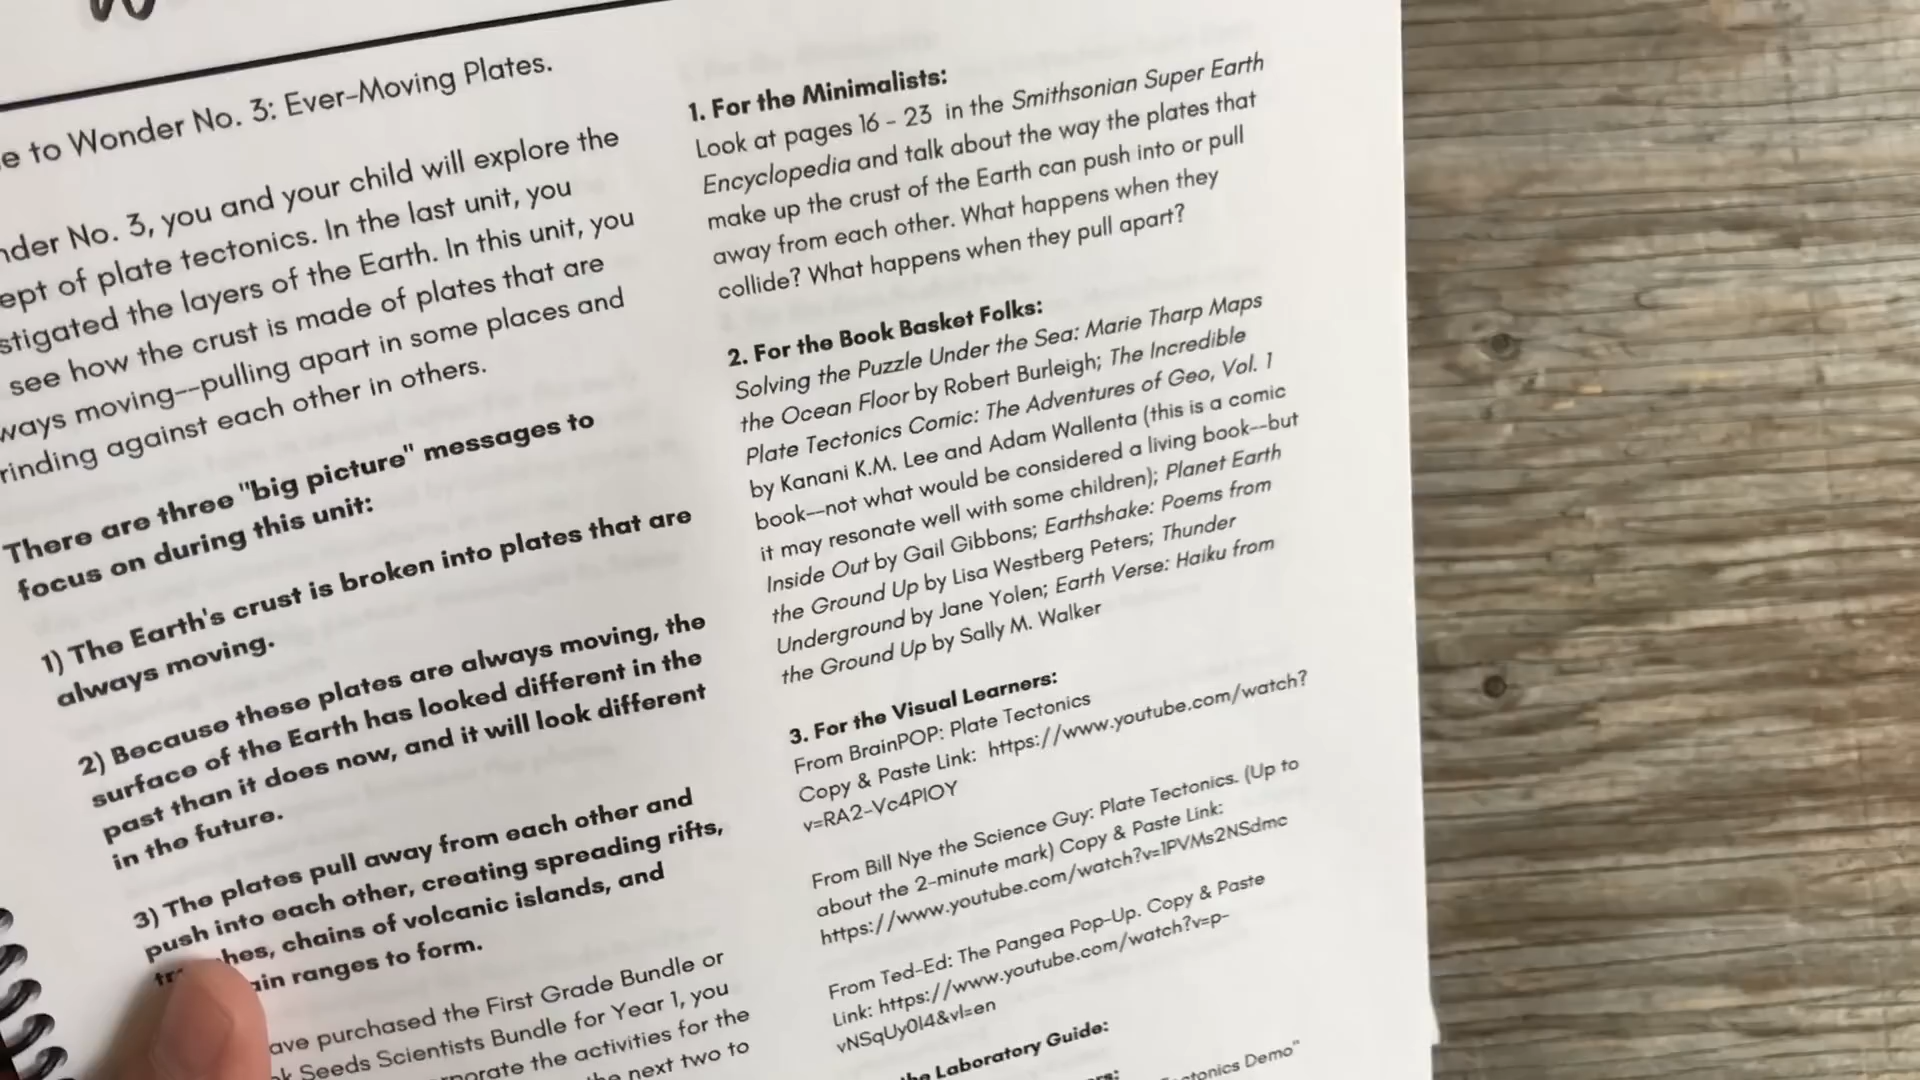 to Wonder No. 3: Ever-Moving Plates.
No. 3, you and your child will explore the
of plate tectonics. In the last unit, you
the layers of the Earth. In this unit, you
see how the crust is made of plates that are
moving--pulling apart in some places and
against each other in others.
There are three "big picture" messages to
focus on during this unit:
1) The Earth's crust is broken into plates that are
always moving.
2) Because these plates are always moving, the
surface of the Earth has looked different in the
past than it does now, and it will look different
in the future.
3) The plates pull away from each other and
push into each other, creating spreading rifts,
chains of volcanic islands, and
ranges to form.
purchased the First Grade Bundle or
Seeds Scientists Bundle for Year 1, you
the activities for the
next two to
1. For the Minimalists:
Look at pages 16 - 23 in the Smithsonian Super Earth
Encyclopedia and talk about the way the plates that
make up the crust of the Earth can push into or pull
away from each other. What happens when they
collide? What happens when they pull apart?
2. For the Book Basket Folks:
Solving the Puzzle Under the Sea: Marie Tharp Maps
the Ocean Floor by Robert Burleigh; The Incredible
Plate Tectonics Comic: The Adventures of Geo, Vol. 1
by Kanani K.M. Lee and Adam Wallenta (this is a comic
book--not what would be considered a living book--but
it may resonate well with some children); Planet Earth
Inside Out by Gail Gibbons; Earthshake: Poems from
the Ground Up by Lisa Westberg Peters; Thunder
Underground by Jane Yolen; Earth Verse: Haiku from
the Ground Up by Sally M. Walker
3. For the Visual Learners:
From BrainPOP: Plate Tectonics
Copy & Paste Link: https://www.youtube.com/watch?
v=RA2-Vc4PIOY
From Bill Nye the Science Guy: Plate Tectonics. (Up to
about the 2-minute mark) Copy & Paste Link:
https://www.youtube.com/watch?v=1PVMs2NSdmc
From Ted-Ed: The Pangea Pop-Up. Copy & Paste
Link: https://www.youtube.com/watch?v=p-
vNSqUy0I4&vl=en
Laboratory Guide:
Demo"